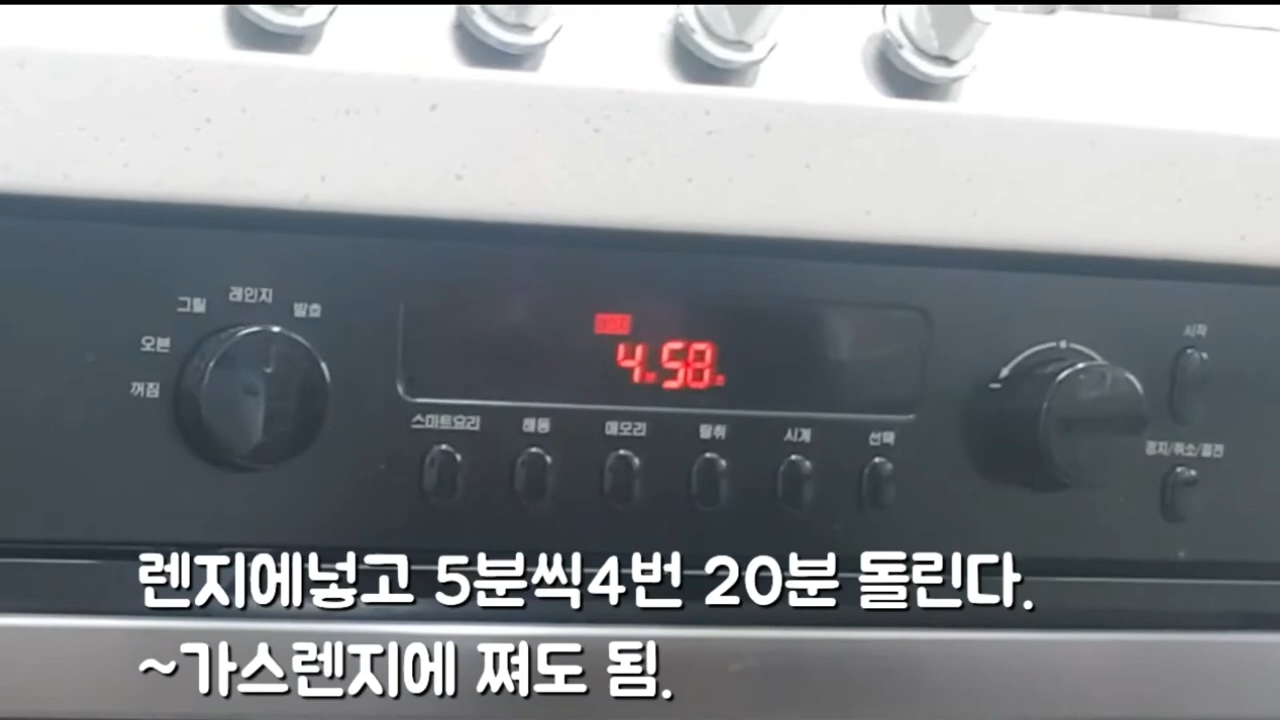 그릴 레인지 발효
오븐
꺼짐
4.58.
스마트요리 해동 메모리 탈취 시계 선택
시작
정지/취소/절전
렌지에넣고 5분씩4번 20분 돌린다.
~가스렌지에 쪄도 됨.